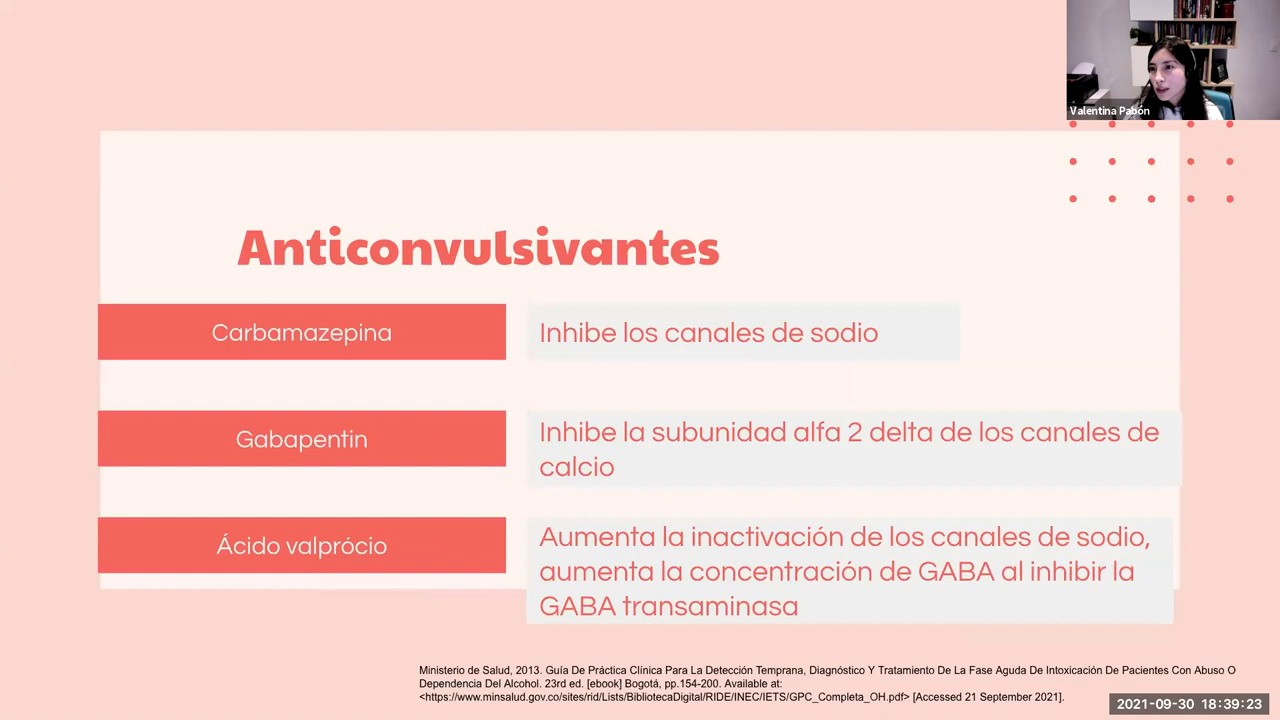 Valentina Pabón
Anticonvulsivantes
Carbamazepina
Inhibe los canales de sodio
Gabapentin
Inhibe la subunidad alfa 2 delta de los canales de
calcio
Ácido valprócio
Aumenta la inactivación de los canales de sodio,
aumenta la concentración de GABA al inhibir la
GABA transaminasa
Ministerio de Salud, 2013. Guía De Práctica Clínica Para La Detección Temprana, Diagnóstico Y Tratamiento De La Fase Aguda De Intoxicación De Pacientes Con Abuso O
Dependencia Del Alcohol. 23rd ed. [ebook] Bogotá, pp.154-200. Available at:
<https://www.minsalud.gov.co/sites/rid/Lists/BibliotecaDigital/RIDE/INEC/IETS/GPC_Completa_OH.pdf> [Accessed 21 September 2021].
2021-09-30 18:39:23